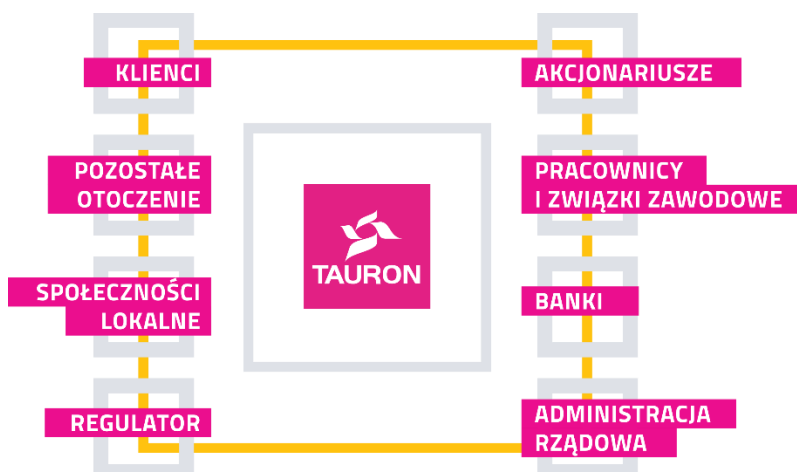 KLIENCI
POZOSTAŁE
OTOCZENIE
SPOŁECZNOŚCI
LOKALNE
REGULATOR
TAURON
AKCJONARIUSZE
PRACOWNICY
I ZWIĄZKI ZAWODOWE
BANKI
ADMINISTRACJA
RZĄDOWA